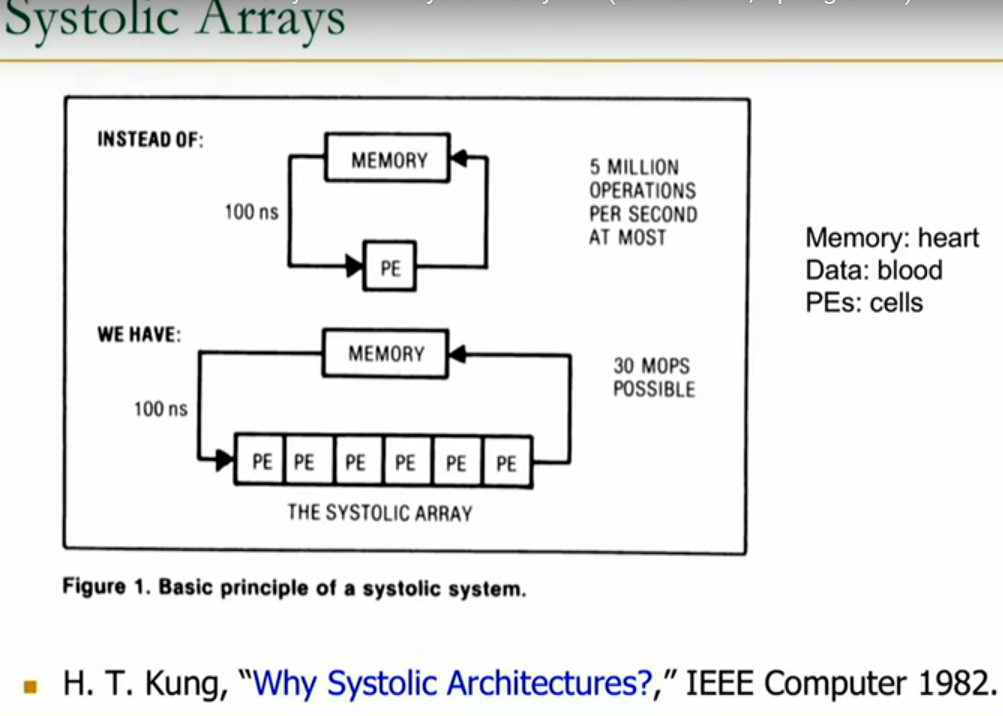 Systolic Arrays
INSTEAD OF:
MEMORY
100 ns
PE
5 MILLION
OPERATIONS
PER SECOND
AT MOST
WE HAVE:
MEMORY
100 ns
PE PE PE PE PE PE
THE SYSTOLIC ARRAY
30 MOPS
POSSIBLE
Memory: heart
Data: blood
PEs: cells
Figure 1. Basic principle of a systolic system.
H. T. Kung, “Why Systolic Architectures?,” IEEE Computer 1982.